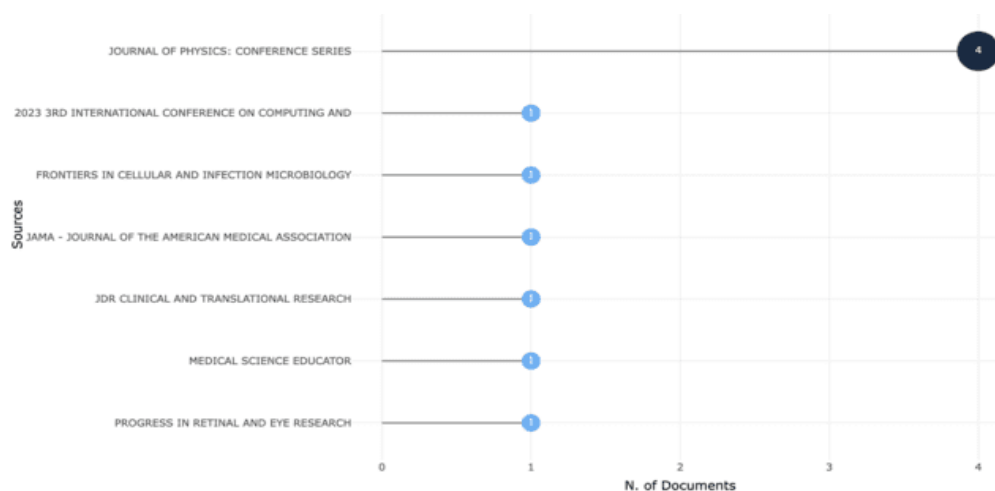 JOURNAL OF PHYSICS: CONFERENCE SERIES
4
2023 3RD INTERNATIONAL CONFERENCE ON COMPUTING AND
1
FRONTIERS IN CELLULAR AND INFECTION MICROBIOLOGY
1
Sources
JAMA - JOURNAL OF THE AMERICAN MEDICAL ASSOCIATION
1
JDR CLINICAL AND TRANSLATIONAL RESEARCH
1
MEDICAL SCIENCE EDUCATOR
1
PROGRESS IN RETINAL AND EYE RESEARCH
1
0 1 2 3 4
N. of Documents